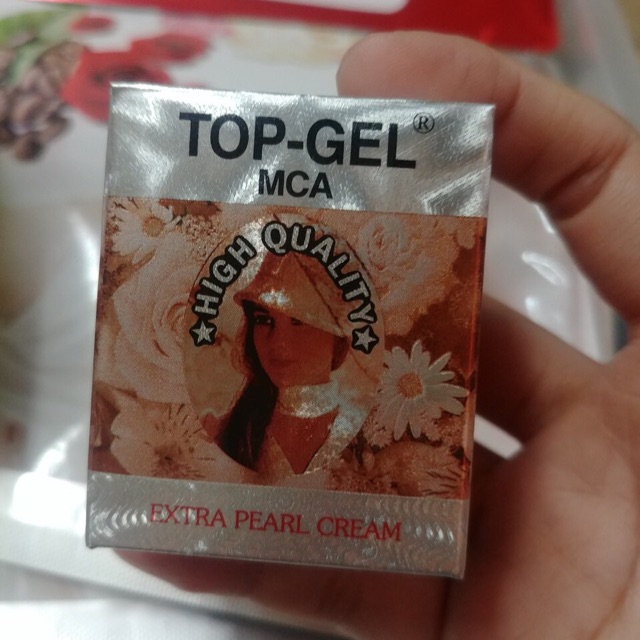 TOP-GEL®
MCA
★HIGH QUALITY★
EXTRA PEARL CREAM